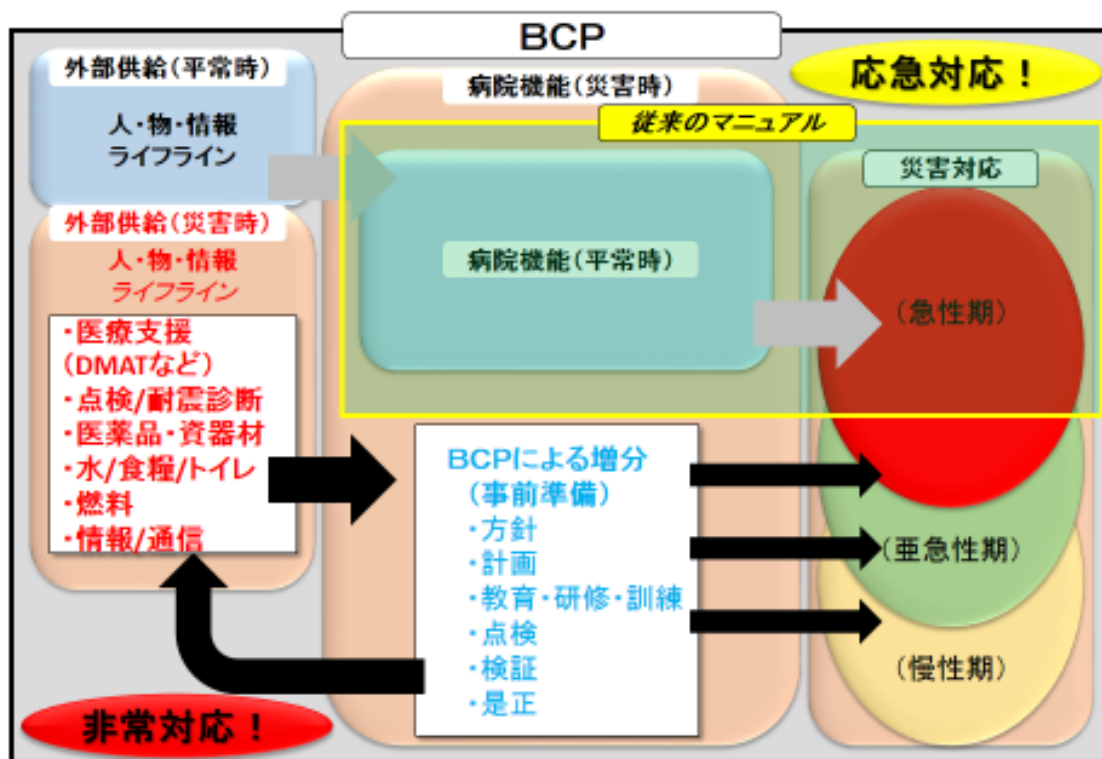 BCP
外部供給(平常時)
人・物・情報
ライフライン
外部供給(災害時)
人・物・情報
ライフライン
・医療支援
(DMATなど)
・点検/耐震診断
・医薬品・資器材
・水/食糧/トイレ
・燃料
・情報/通信
非常対応！
病院機能(災害時)
従来のマニュアル
病院機能(平常時)
BCPによる増分
(事前準備)
・方針
・計画
・教育・研修・訓練
・点検
・検証
・是正
応急対応！
災害対応
(急性期)
(亜急性期)
(慢性期)